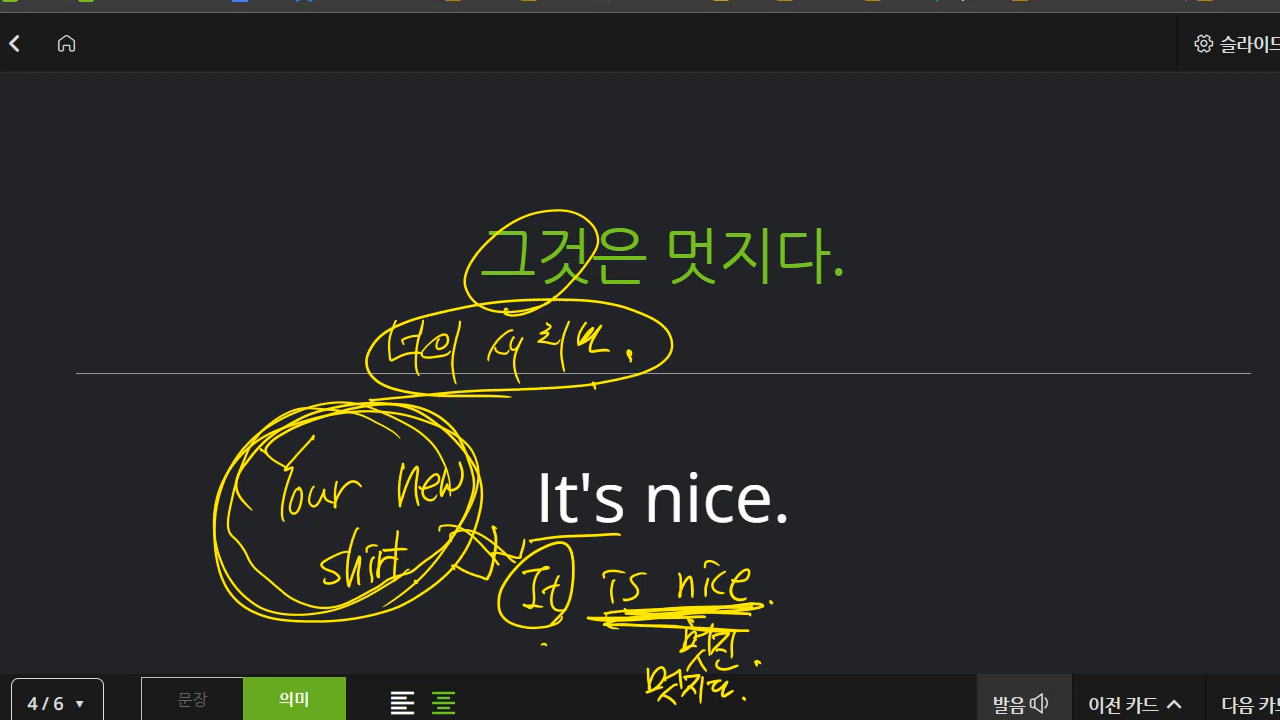 슬라이드
그것은 멋지다.
너의 셔츠
Your new
shirt
It's nice.
It is nice.
멋진.
멋지다.
4 / 6 ▼
문장
의미
발음
이전 카드
다음 카